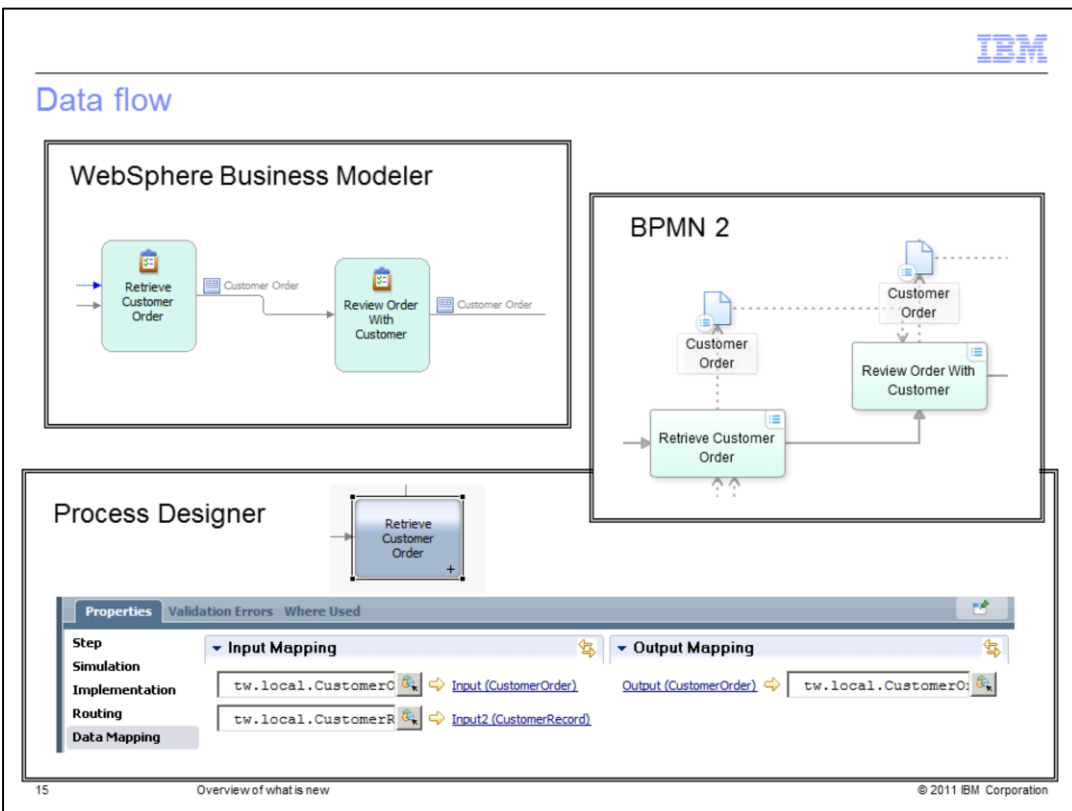 IBM
Data flow
WebSphere Business Modeler
Retrieve
Customer
Order
Customer Order
Review Order
With
Customer
Customer Order
BPMN 2
Customer
Order
Customer
Order
Review Order With
Customer
Retrieve Customer
Order
Process Designer
Retrieve
Customer
Order
+
Properties Validation Errors Where Used
Step
Simulation
Implementation
Routing
Data Mapping
Input Mapping
tw.local.CustomerO Input (CustomerOrder)
tw.local.CustomerR Input2 (CustomerRecord)
Output Mapping
Output (CustomerOrder) tw.local.CustomerO
15 Overview of what is new © 2011 IBM Corporation